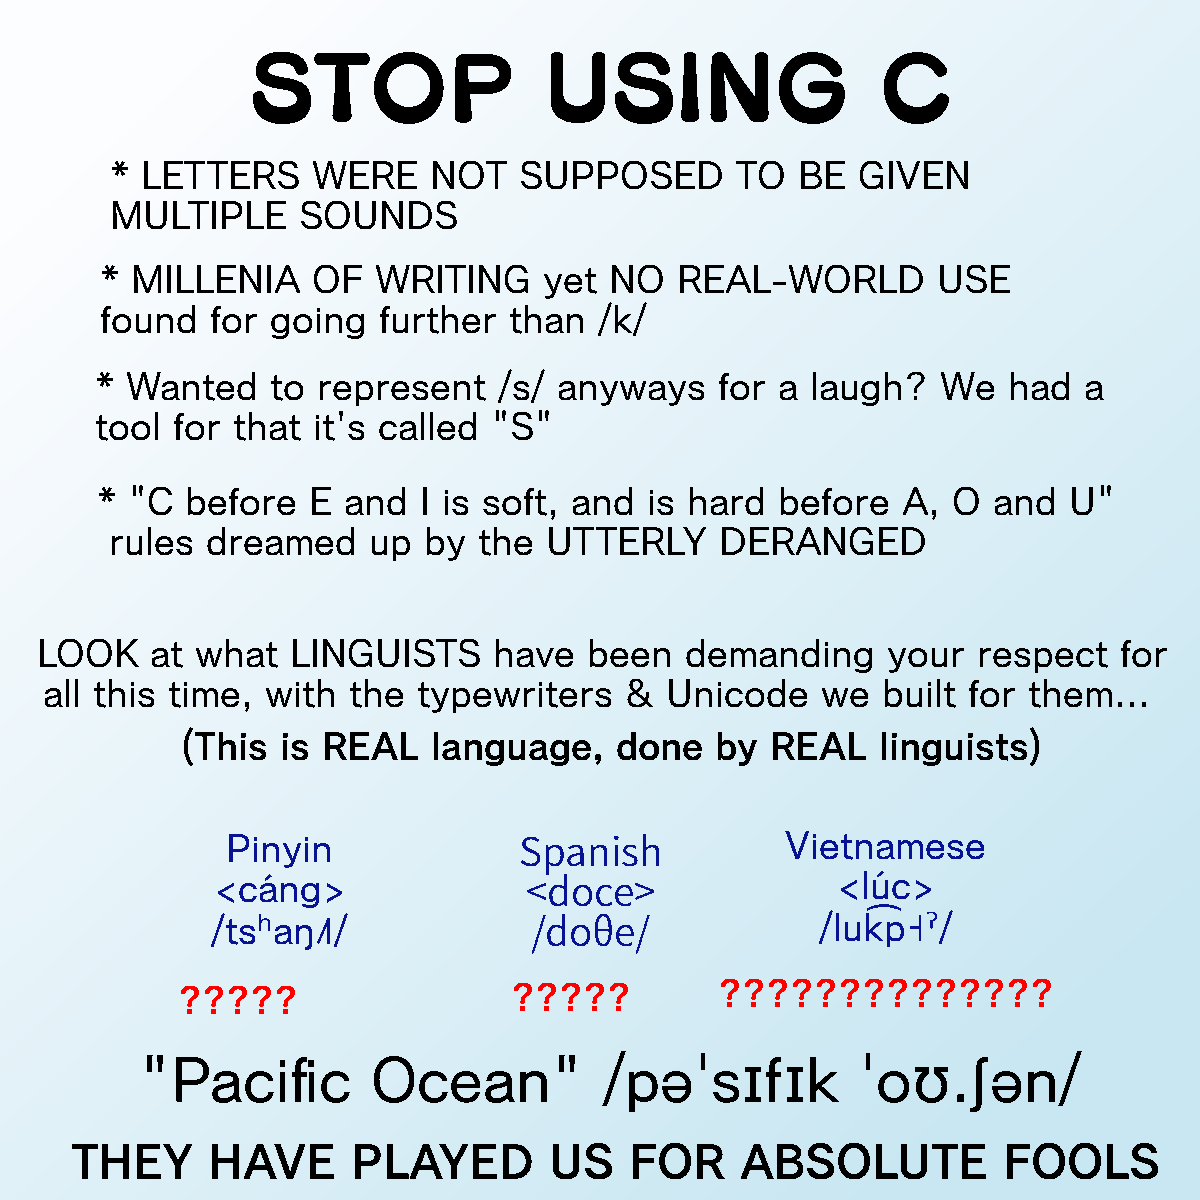 STOP USING C
* LETTERS WERE NOT SUPPOSED TO BE GIVEN
MULTIPLE SOUNDS
* MILLENIA OF WRITING yet NO REAL-WORLD USE
found for going further than /k/
* Wanted to represent /s/ anyways for a laugh? We had a
tool for that it's called "S"
* "C before E and I is soft, and is hard before A, O and U"
rules dreamed up by the UTTERLY DERANGED
LOOK at what LINGUISTS have been demanding your respect for
all this time, with the typewriters & Unicode we built for them...
(This is REAL language, done by REAL linguists)
Pinyin
<cáng>
/tsʰaŋ˧˥/
?????
Spanish
<doce>
/doθe/
?????
Vietnamese
<lúc>
/luk͡p˧ˀ/
??????????????
"Pacific Ocean" /pəˈsɪfɪk ˈoʊ.ʃən/
THEY HAVE PLAYED US FOR ABSOLUTE FOOLS